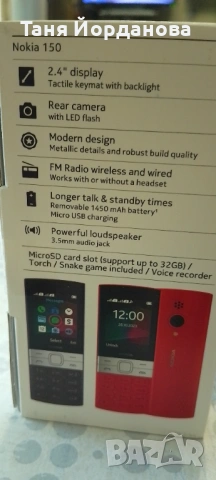 Таня Йорданова
Nokia 150
2.4" display
Tactile keymat with backlight
Rear camera
with LED flash
Modern design
Metallic details and robust build quality
FM Radio wireless and wired
Works with or without a headset
Longer talk & standby times
Removable 1450 mAh battery¹
Micro USB charging
Powerful loudspeaker
3.5mm audio jack
MicroSD card slot (support up to 32GB) /
Torch / Snake game included / Voice recorder
12:00
BAZAR